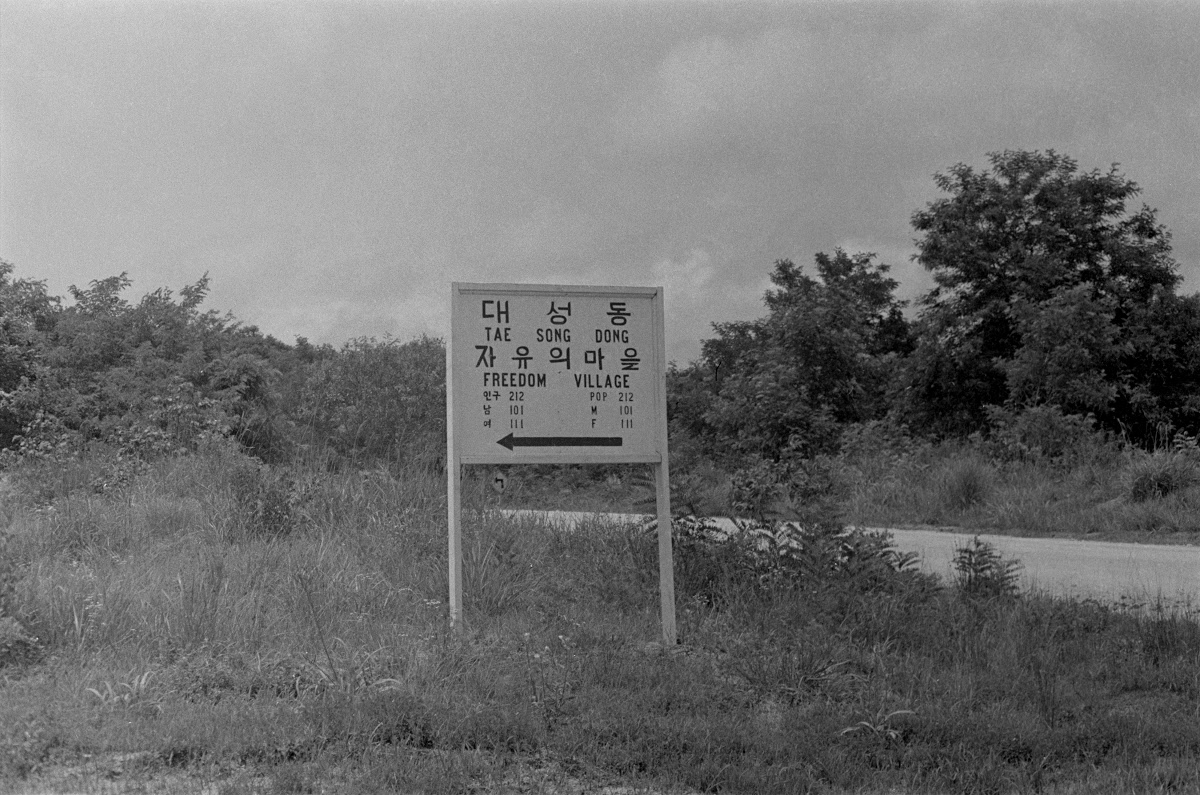 대 성 동
TAE SONG DONG
자유의마을
FREEDOM VILLAGE
인구 212 POP 212
남 101 M 101
여 111 F 111